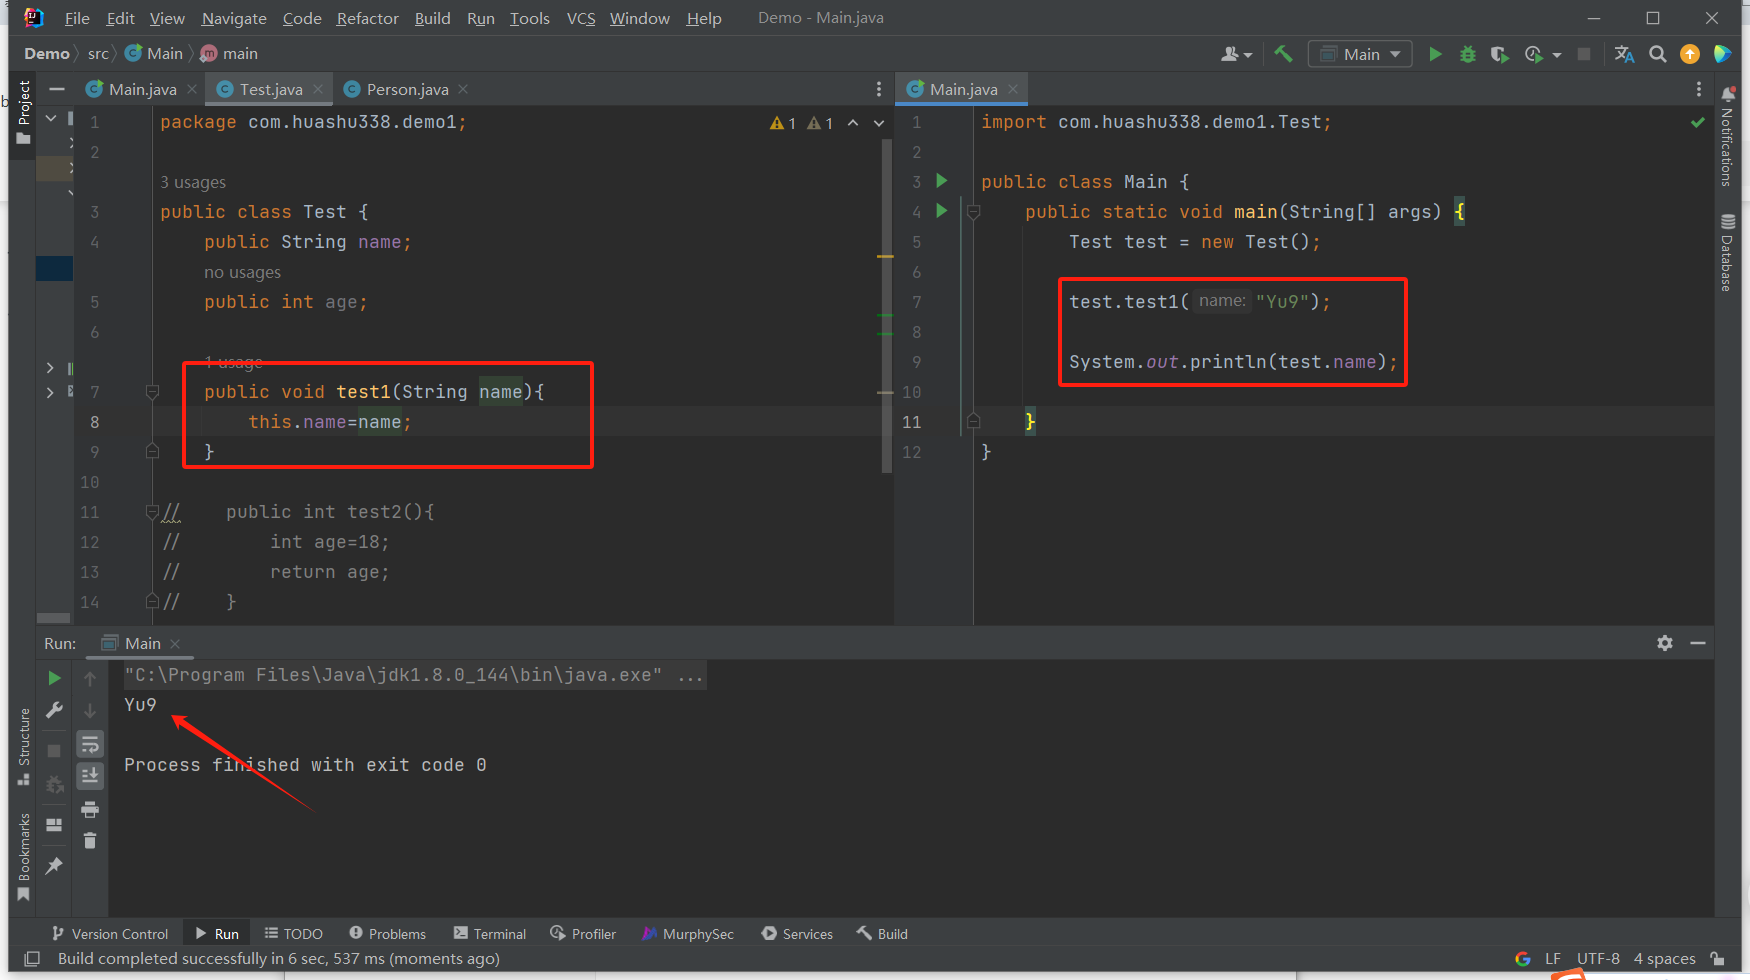 File Edit View Navigate Code Refactor Build Run Tools VCS Window Help Demo - Main.java
Demo src Main main
Main
Project
Main.java Test.java Person.java
1 package com.huashu338.demo1; 1 1
2
3 usages
3 public class Test {
4 public String name;
no usages
5 public int age;
6
1 usage
7 public void test1(String name){
8 this.name=name;
9 }
10
11 // public int test2(){
12 // int age=18;
13 // return age;
14 // }
Main.java
1 import com.huashu338.demo1.Test;
2
3 public class Main {
4 public static void main(String[] args) {
5 Test test = new Test();
6
7 test.test1( name: "Yu9");
8
9 System.out.println(test.name);
10
11 }
12 }
Notifications
Database
Run: Main
"C:\Program Files\Java\jdk1.8.0_144\bin\java.exe" ...
Yu9
Process finished with exit code 0
Structure
Bookmarks
Version Control Run TODO Problems Terminal Profiler MurphySec Services Build
Build completed successfully in 6 sec, 537 ms (moments ago) LF UTF-8 4 spaces